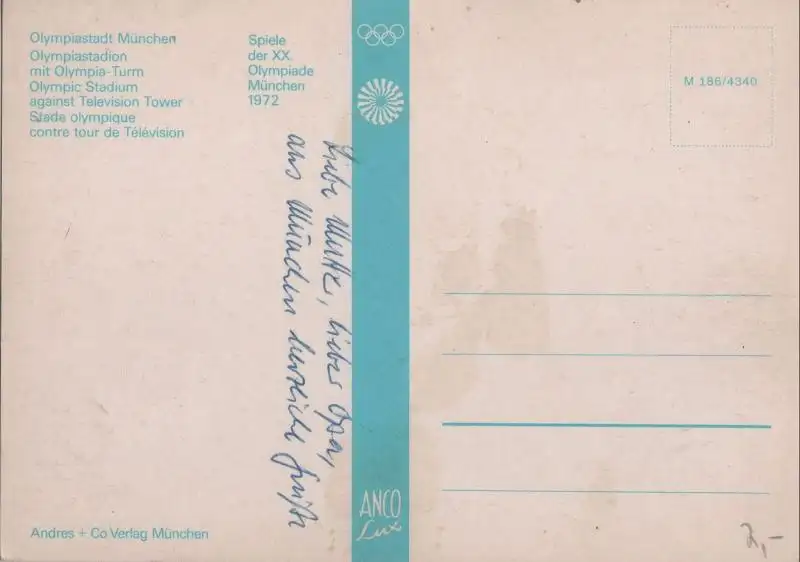 Olympiastadt München
Olympiastadion
mit Olympia-Turm
Olympic Stadium
against Television Tower
Stade olympique
contre tour de Télévision
Spiele
der XX.
Olympiade
München
1972
M 186/4340
Liebe Mutti, lieber Opa,
aus München herzliche Grüße
ANCO
Lux
Andres + Co Verlag München
2,-